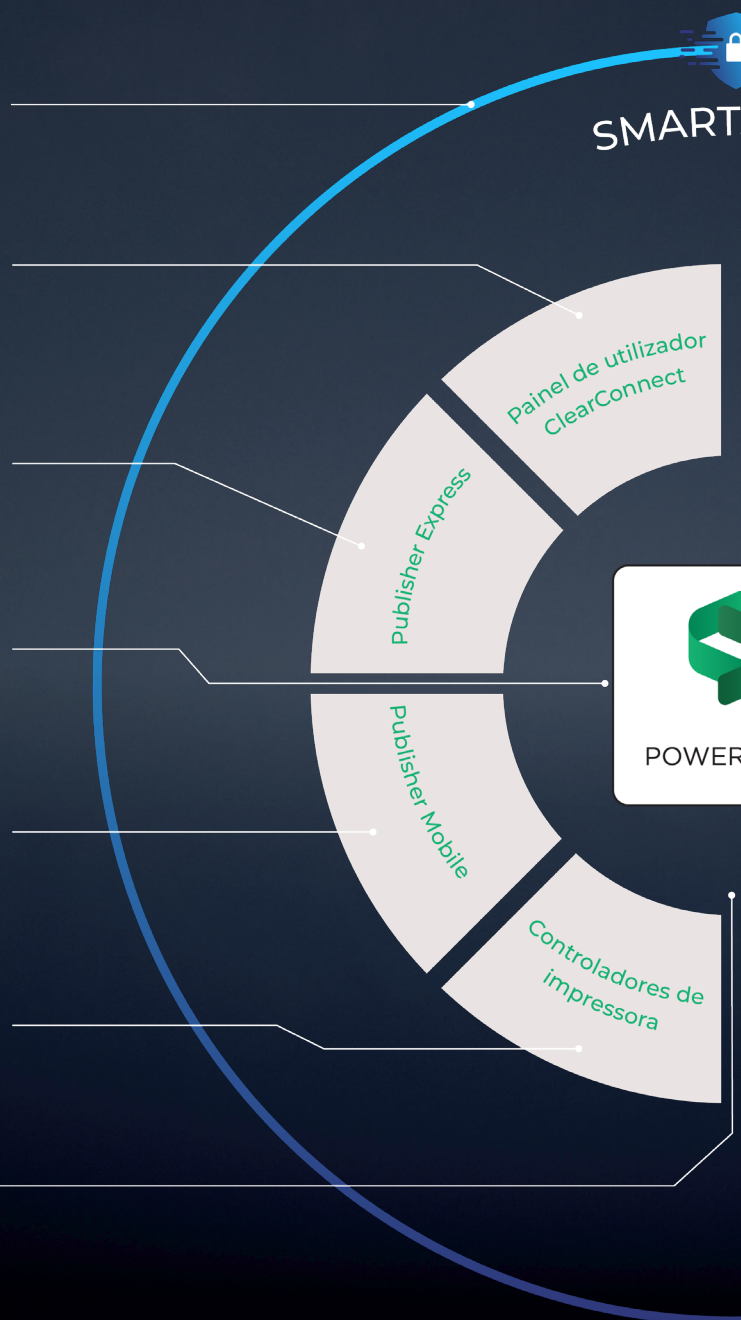 SMART
Painel de utilizador
ClearConnect
Publisher Express
POWER
Publisher Mobile
Controladores de
impressora